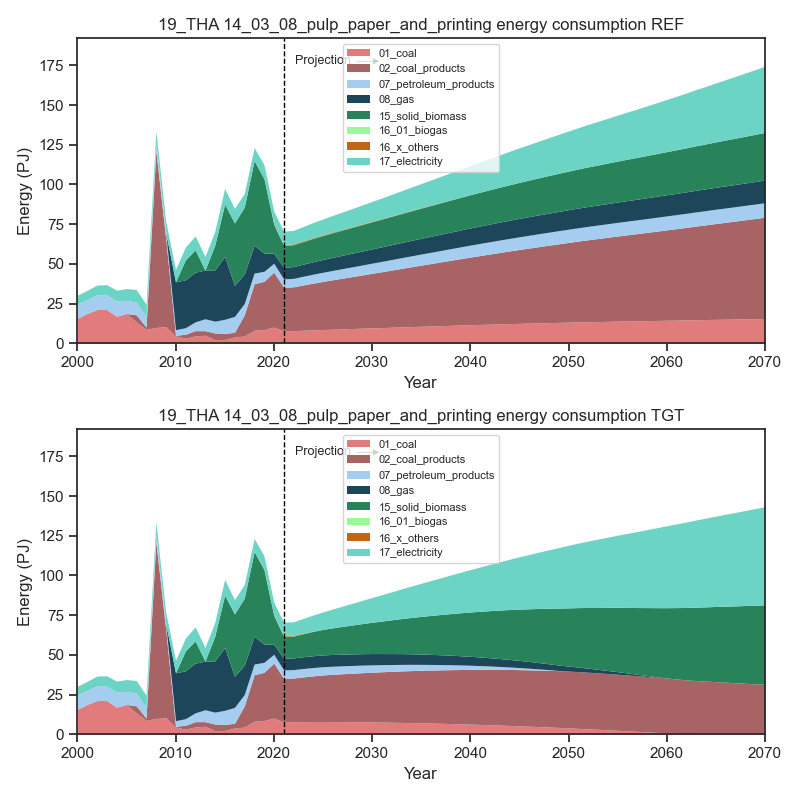 19_THA 14_03_08_pulp_paper_and_printing energy consumption REF
Energy (PJ)
175
150
125
100
75
50
25
0
Projection
01_coal
02_coal_products
07_petroleum_products
08_gas
15_solid_biomass
16_01_biogas
16_x_others
17_electricity
2000 2010 2020 2030 2040 2050 2060 2070
Year
19_THA 14_03_08_pulp_paper_and_printing energy consumption TGT
Energy (PJ)
175
150
125
100
75
50
25
0
Projection
01_coal
02_coal_products
07_petroleum_products
08_gas
15_solid_biomass
16_01_biogas
16_x_others
17_electricity
2000 2010 2020 2030 2040 2050 2060 2070
Year